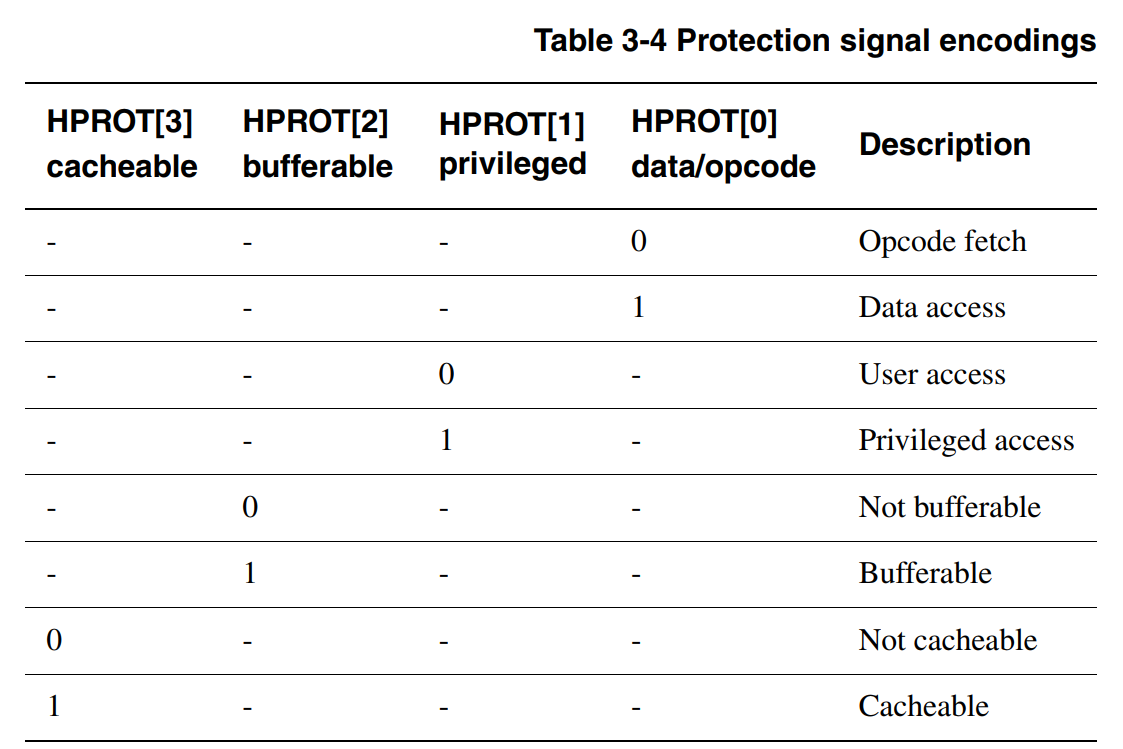 Table 3-4 Protection signal encodings
HPROT[3] HPROT[2] HPROT[1] HPROT[0] Description
cacheable bufferable privileged data/opcode
- - - 0 Opcode fetch
- - - 1 Data access
- - 0 - User access
- - 1 - Privileged access
- 0 - - Not bufferable
- 1 - - Bufferable
0 - - - Not cacheable
1 - - - Cacheable